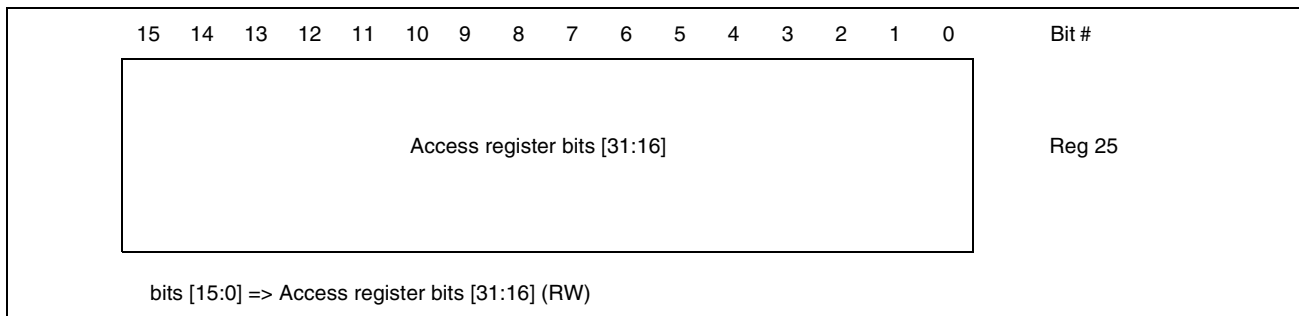 15 14 13 12 11 10 9 8 7 6 5 4 3 2 1 0 Bit #
Access register bits [31:16] Reg 25
bits [15:0] => Access register bits [31:16] (RW)